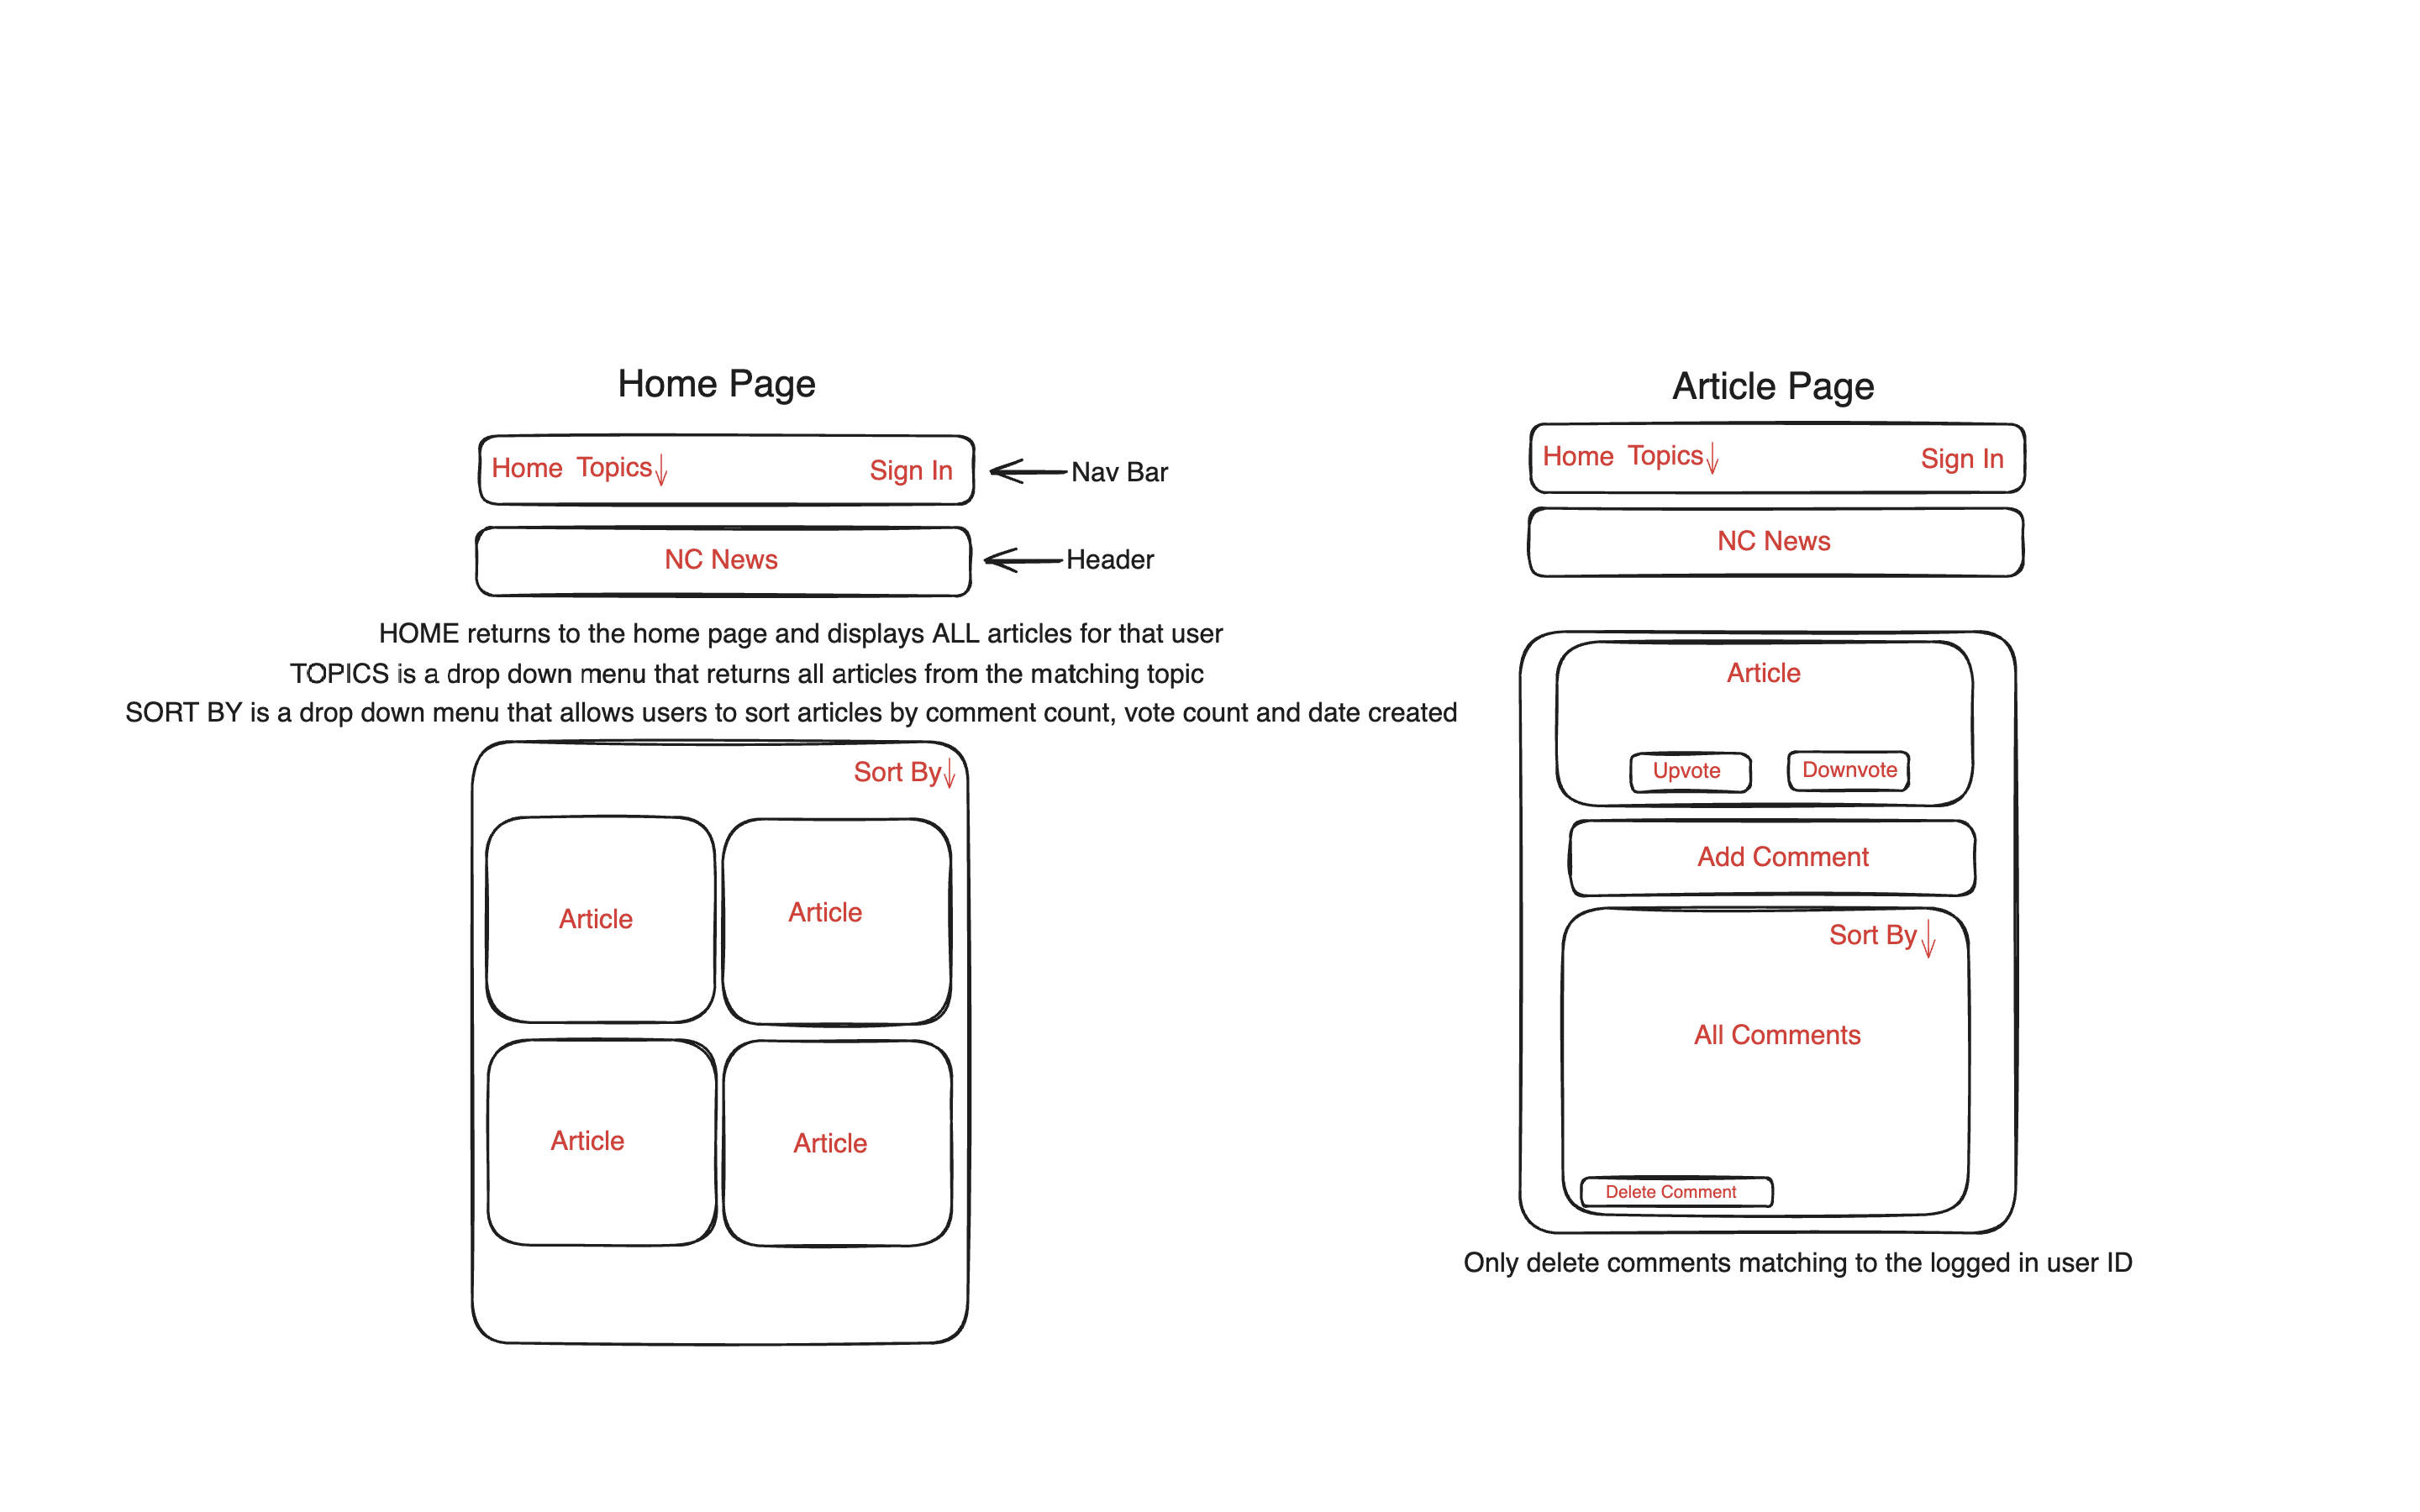 Home Page
Home Topics Sign In
Nav Bar
NC News
Header
HOME returns to the home page and displays ALL articles for that user
TOPICS is a drop down menu that returns all articles from the matching topic
SORT BY is a drop down menu that allows users to sort articles by comment count, vote count and date created
Sort By
Article Article
Article Article
Article Page
Home Topics Sign In
NC News
Article
Upvote Downvote
Add Comment
Sort By
All Comments
Delete Comment
Only delete comments matching to the logged in user ID